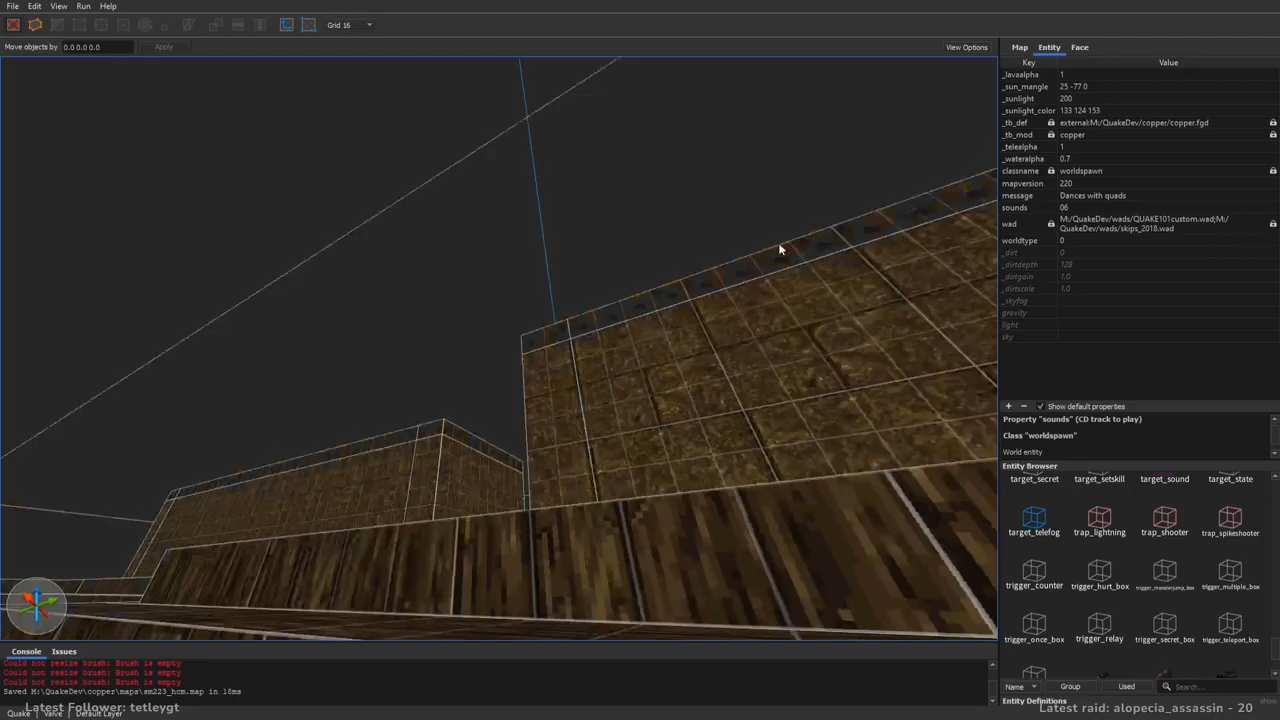 File Edit View Run Help
Grid 16
Move objects by 0.0 0.0 0.0 Apply View Options
Map Entity Face
Key Value
_lavaalpha 1
_sun_mangle 25 -77 0
_sunlight 200
_sunlight_color 133 124 153
_tb_def external:M:/QuakeDev/copper/copper.fgd
_tb_mod copper
_telealpha 1
_wateralpha 0.7
classname worldspawn
mapversion 220
message Dances with quads
sounds 06
wad M:/QuakeDev/wads/QUAKE101custom.wad;M:/
QuakeDev/wads/skips_2018.wad
worldtype 0
_dirt 0
_dirtdepth 128
_dirtgain 1.0
_dirtscale 1.0
_skyfog
gravity
light
sky
Show default properties
Property "sounds" (CD track to play)
Class "worldspawn"
World entity
Entity Browser
target_secret target_setskill target_sound target_state
target_telefog trap_lightning trap_shooter trap_spikeshooter
trigger_counter trigger_hurt_box trigger_monsterjump_box trigger_multiple_box
trigger_once_box trigger_relay trigger_secret_box trigger_teleport_box
Name Group Used Search...
Entity Definitions show
Console Issues
Could not resize brush: Brush is empty
Could not resize brush: Brush is empty
Could not resize brush: Brush is empty
Saved M:\QuakeDev\copper\maps\sm223_hcm.map in 18ms
Latest Follower: tetleygt
Latest raid: alopecia_assassin - 20
Quake Valve Default Layer